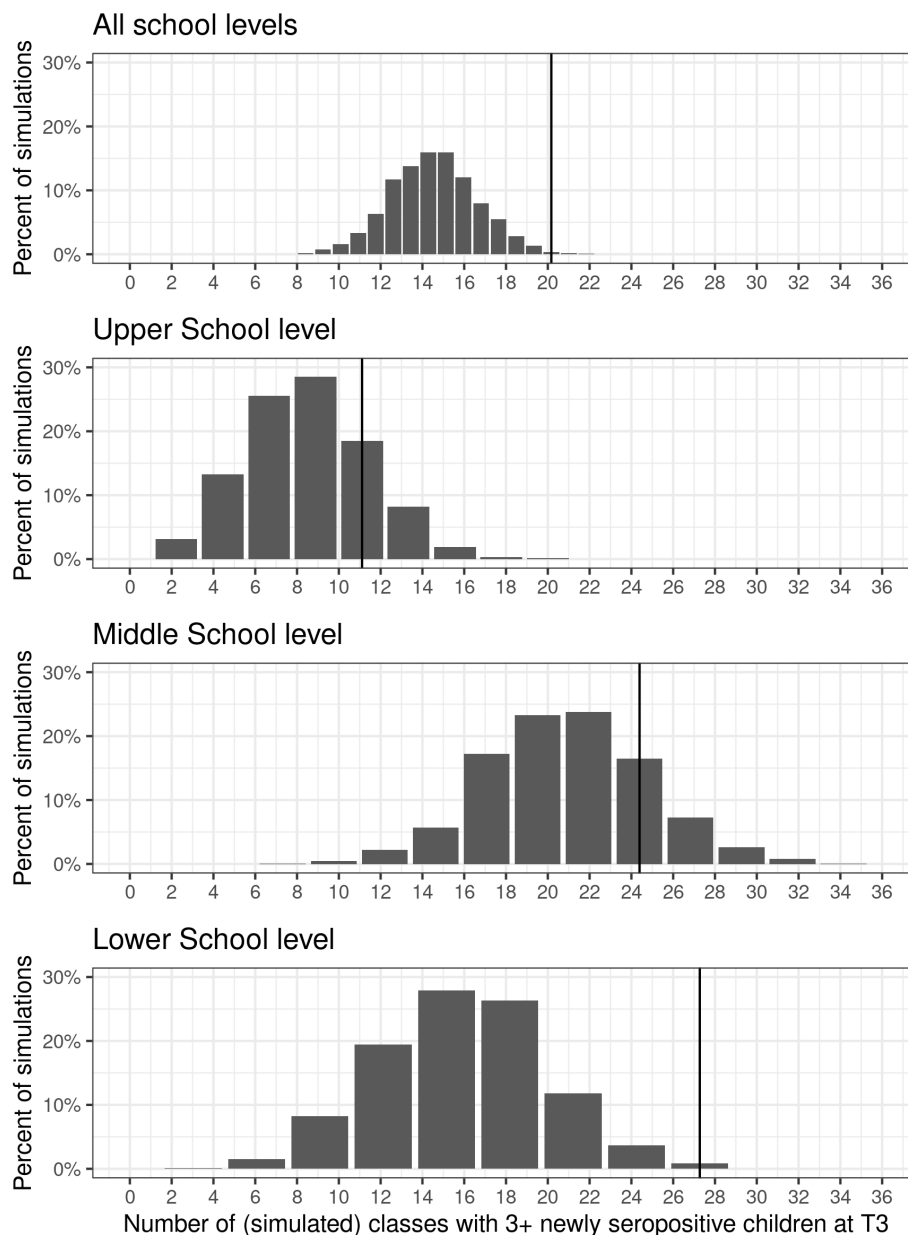 All school levels
Percent of simulations
30%
20%
10%
0%
0 2 4 6 8 10 12 14 16 18 20 22 24 26 28 30 32 34 36
Upper School level
Percent of simulations
30%
20%
10%
0%
0 2 4 6 8 10 12 14 16 18 20 22 24 26 28 30 32 34 36
Middle School level
Percent of simulations
30%
20%
10%
0%
0 2 4 6 8 10 12 14 16 18 20 22 24 26 28 30 32 34 36
Lower School level
Percent of simulations
30%
20%
10%
0%
0 2 4 6 8 10 12 14 16 18 20 22 24 26 28 30 32 34 36
Number of (simulated) classes with 3+ newly seropositive children at T3